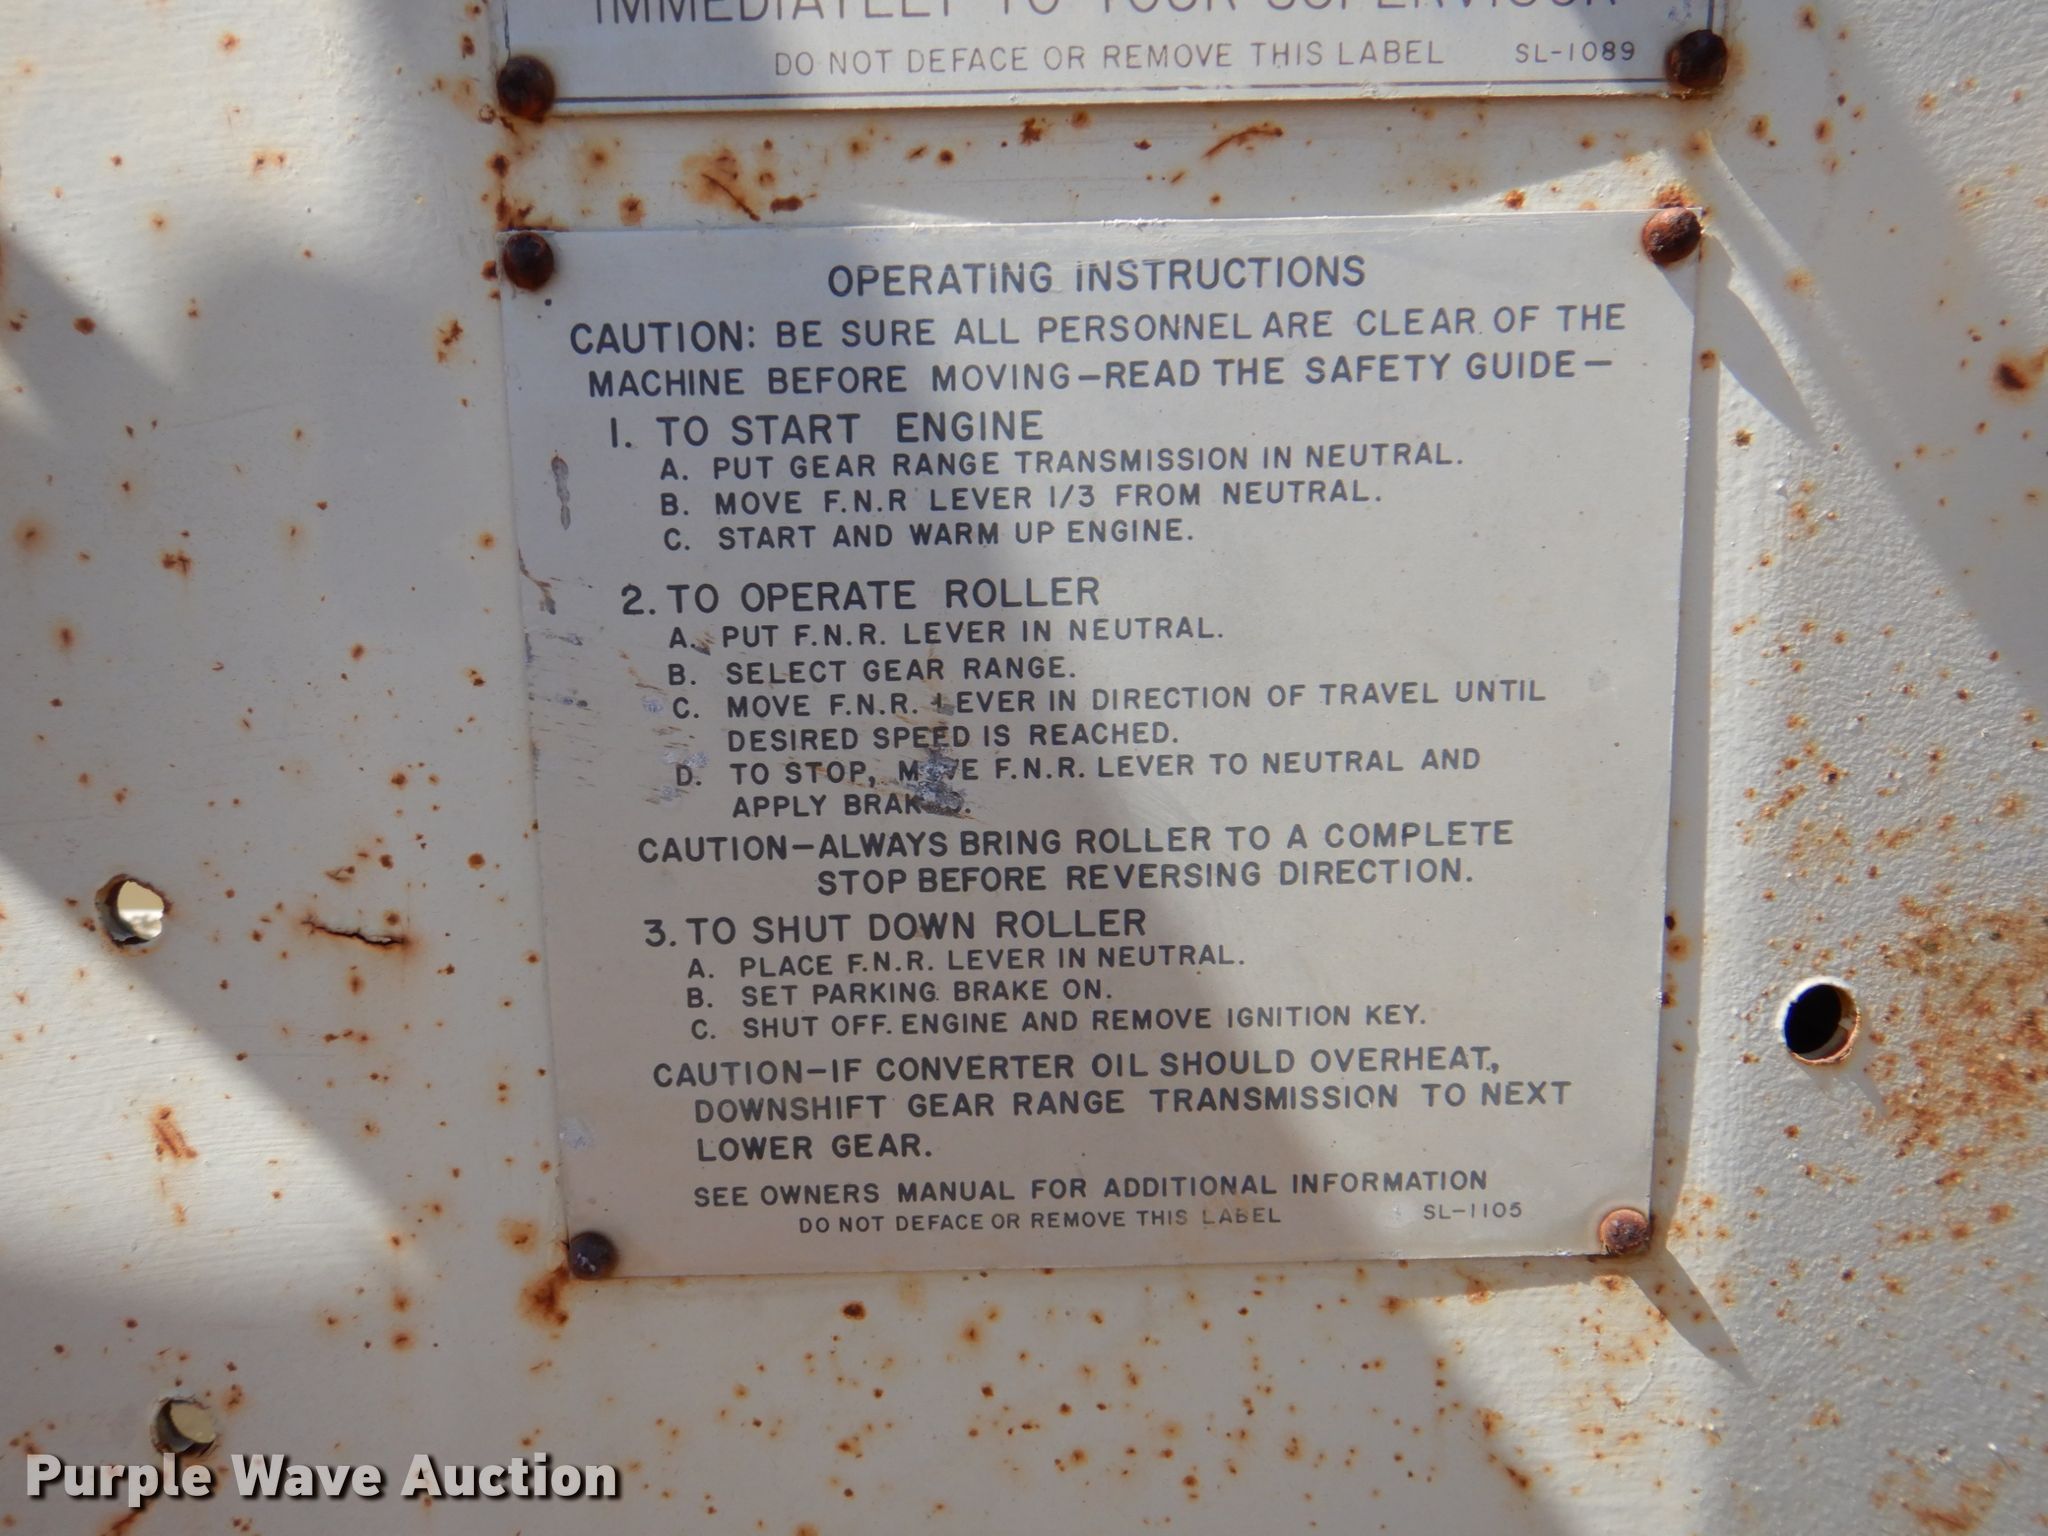 IMMEDIATELY TO YOUR SUPERVISOR
DO NOT DEFACE OR REMOVE THIS LABEL SL-1089
OPERATING INSTRUCTIONS
CAUTION: BE SURE ALL PERSONNEL ARE CLEAR OF THE
MACHINE BEFORE MOVING—READ THE SAFETY GUIDE—
1. TO START ENGINE
A. PUT GEAR RANGE TRANSMISSION IN NEUTRAL.
B. MOVE F.N.R LEVER 1/3 FROM NEUTRAL.
C. START AND WARM UP ENGINE.
2. TO OPERATE ROLLER
A. PUT F.N.R. LEVER IN NEUTRAL.
B. SELECT GEAR RANGE.
C. MOVE F.N.R. LEVER IN DIRECTION OF TRAVEL UNTIL
DESIRED SPEED IS REACHED.
D. TO STOP, MOVE F.N.R. LEVER TO NEUTRAL AND
APPLY BRAKES.
CAUTION—ALWAYS BRING ROLLER TO A COMPLETE
STOP BEFORE REVERSING DIRECTION.
3. TO SHUT DOWN ROLLER
A. PLACE F.N.R. LEVER IN NEUTRAL.
B. SET PARKING BRAKE ON.
C. SHUT OFF. ENGINE AND REMOVE IGNITION KEY.
CAUTION—IF CONVERTER OIL SHOULD OVERHEAT,
DOWNSHIFT GEAR RANGE TRANSMISSION TO NEXT
LOWER GEAR.
SEE OWNERS MANUAL FOR ADDITIONAL INFORMATION
DO NOT DEFACE OR REMOVE THIS LABEL SL-1105
Purple Wave Auction